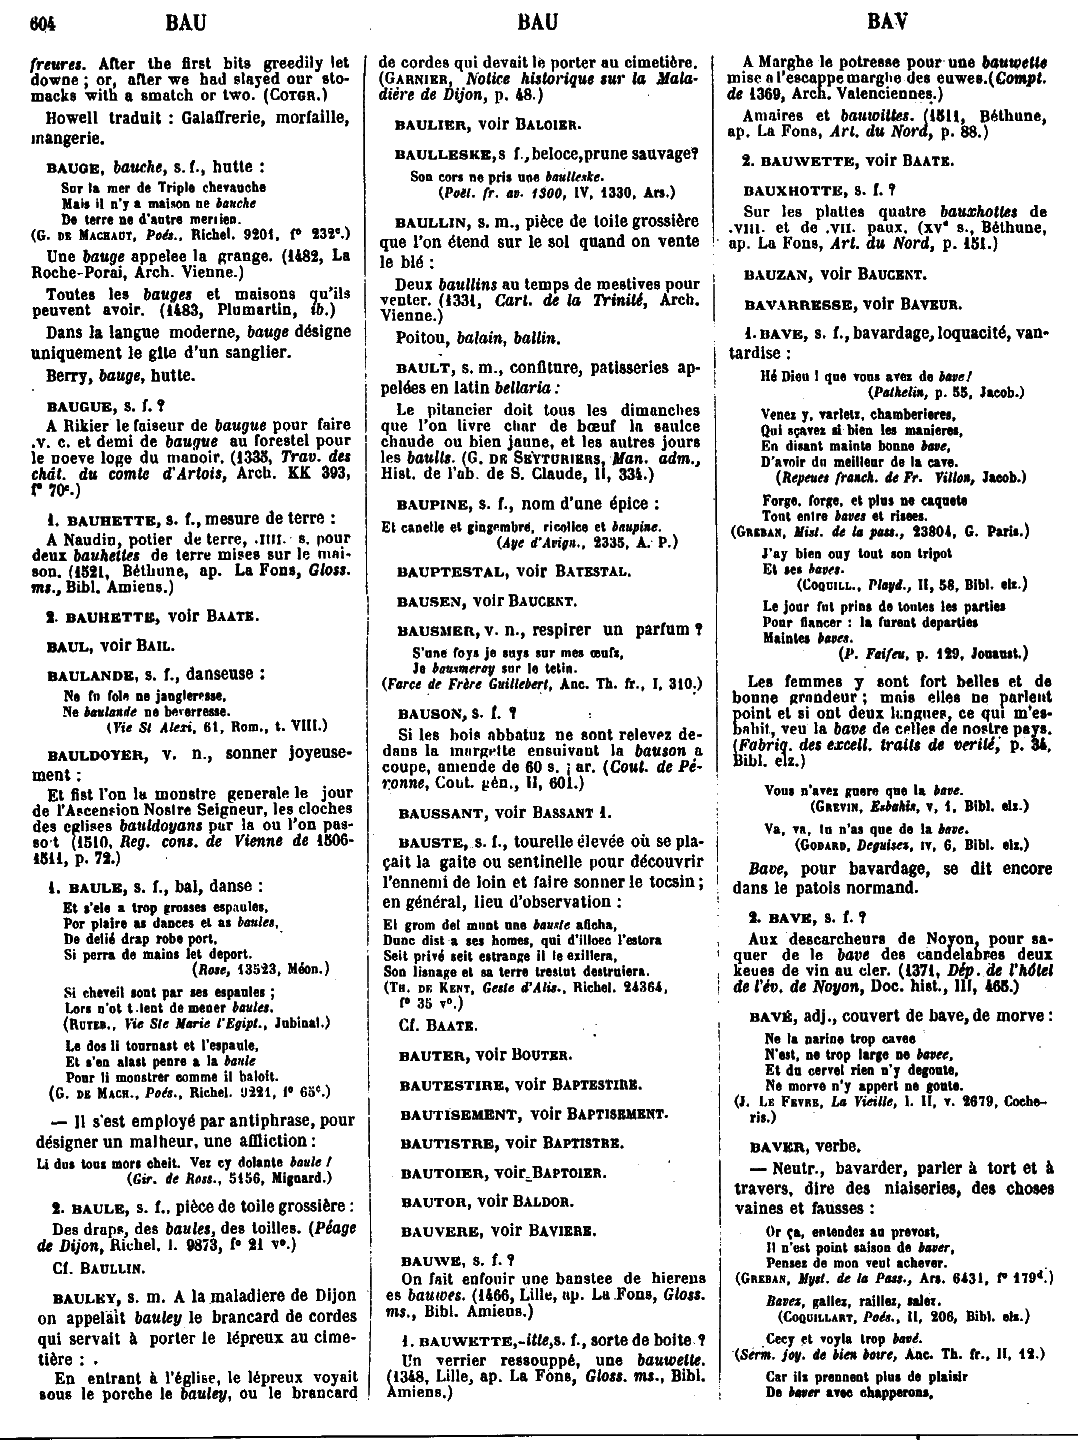 604 BAU BAU BAV
freures. After the first bits greedily let
downe ; or, after we had stayed our sto-
macks with a smatch or two. (COTGR.)
Howell traduit : Galaffrerie, morfaille,
mangerie.
BAUGE, bauche, s. f., hutte :
Sur la mer de Triple chevauche
Mais il n'y a maison ne bauche
De terre ne d'autre merrien.
(G. DE MACHAUT, Poés., Richel. 9201, f° 232°.)
Une bauge appelee la grange. (1482, La
Roche-Porai, Arch. Vienne.)
Toutes les bauges et maisons qu'ils
peuvent avoir. (1483, Plumartin, ib.)
Dans la langue moderne, bauge désigne
uniquement le gîte d'un sanglier.
Berry, bauge, hutte.
BAUGUE, s. f. ?
A Rikier le faiseur de baugue pour faire
.v. c. et demi de baugue au forestel pour
le noeve loge du manoir. (1335, Trav. des
chât. du comte d'Artois, Arch. KK 393,
f° 70°.)
1. BAUHETTE, s. f., mesure de terre :
A Naudin, potier de terre, .IIII. s. pour
deux bauhettes de terre mises sur le mai-
son. (1521, Béthune, ap. La Fons, Gloss.
ms., Bibl. Amiens.)
2. BAUHETTE, voir BAATE.
BAUL, voir BAIL.
BAULANDE, s. f., danseuse :
Ne fu fole ne jangleresse,
Ne baulande ne beverresse.
(Vie St Alexi, 61, Rom., t. VIII.)
BAULDOYER, v. n., sonner joyeuse-
ment :
Et fist l'on la monstre generale le jour
de l'Ascension Nostre Seigneur, les cloches
des eglises bauldoyans par la ou l'on pas-
soit (1510, Reg. cons. de Vienne de 1506-
1511, p. 72.)
1. BAULE, s. f., bal, danse :
Et s'ele a trop grosses espaules,
Por plaire as dances et as baules,
De delié drap robe port,
Si perra de mains let deport.
(Rose, 13523, Méon.)
Si cheveil sont par ses espaules ;
Lors n'ot t.lent de mener baules.
(RUTEB., Vie Ste Marie l'Egipt., Jubinal.)
Le dos li tournast et l'espaule,
Et s'en alast penre a la baule
Pour li monstrer comme il baloit.
(G. DE MACH., Poés., Richel. 9221, f° 65°.)
— Il s'est employé par antiphrase, pour
désigner un malheur, une affliction :
Li dus tous mors cheit. Vez cy dolante baule !
(Gir. de Ross., 5156, Mignard.)
2. BAULE, s. f., pièce de toile grossière :
Des draps, des baules, des toilles. (Péage
de Dijon, Richel. l. 9873, f° 21 v°.)
Cf. BAULLIN.
BAULEY, s. m. A la maladiere de Dijon
on appelait bauley le brancard de cordes
qui servait à porter le lépreux au cime-
tière :
En entrant à l'église, le lépreux voyait
sous le porche le bauley, ou le brancard
de cordes qui devait le porter au cimetière.
(GARNIER, Notice historique sur la Mala-
dière de Dijon, p. 48.)
BAULIER, voir BALOIER.
BAULLESKE, s f., beloce, prune sauvage?
Son cors ne pris une baulleske.
(Poët. fr. av. 1300, IV, 1330, Ars.)
BAULLIN, s. m., pièce de toile grossière
que l'on étend sur le sol quand on vente
le blé :
Deux baullins au temps de mestives pour
venter. (1331, Cart. de la Trinité, Arch.
Vienne.)
Poitou, balain, ballin.
BAULT, s. m., confiture, patisseries ap-
pelées en latin bellaria :
Le pitancier doit tous les dimanches
que l'on livre char de bœuf la saulce
chaude ou bien jaune, et les autres jours
les baults. (G. DE SEYTURIERS, Man. adm.,
Hist. de l'ab. de S. Claude, II, 334.)
BAUPINE, s. f., nom d'une épice :
Et canelle et gingembre, ricolice et baupine.
(Aye d'Avign., 2335, A. P.)
BAUPTESTAL, voir BATESTAL.
BAUSEN, voir BAUCENT.
BAUSMER, v. n., respirer un parfum ?
S'une foys je suys sur mes œufs,
Je bausmeroy sur le tetin.
(Farce de Frère Guillebert, Anc. Th. fr., I, 310.)
BAUSON, s. f. ?
Si les bois abbatuz ne sont relevez de-
dans la margotte ensuivant la bauson a
coupe, amende de 60 s. par. (Cout. de Pé-
ronne, Cout. gén., II, 601.)
BAUSSANT, voir BASSANT 1.
BAUSTE, s. f., tourelle élevée où se pla-
çait la gaite ou sentinelle pour découvrir
l'ennemi de loin et faire sonner le tocsin ;
en général, lieu d'observation :
El grom del munt une bauste aficha,
Dunc dist a ses homes, qui d'illoec l'estora
Seit privé seit estrange il le exillera,
Son lisnage et sa terre trestut destruiera.
(TH. DE KENT, Geste d'Alis., Richel. 24364,
f° 35 v°.)
Cf. BAATE.
BAUTER, voir BOUTER.
BAUTESTIRE, voir BAPTESTIRE.
BAUTISEMENT, voir BAPTISEMENT.
BAUTISTRE, voir BAPTISTRE.
BAUTOIER, voir BAPTOIER.
BAUTOR, voir BALDOR.
BAUVERE, voir BAVIERE.
BAUWE, s. f. ?
On fait enfouir une banstee de hierens
es bauwes. (1466, Lille, ap. La Fons, Gloss.
ms., Bibl. Amiens.)
1. BAUWETTE, -itte, s. f., sorte de boite ?
Un verrier ressouppé, une bauwette.
(1348, Lille, ap. La Fons, Gloss. ms., Bibl.
Amiens.)
A Marghe le potresse pour une bauwette
mise a l'escappe marghe des euwes. (Compt.
de 1369, Arch. Valenciennes.)
Amaires et bauwittes. (1511, Béthune,
ap. La Fons, Art. du Nord, p. 88.)
2. BAUWETTE, voir BAATE.
BAUXHOTTE, s. f. ?
Sur les plattes quatre bauxhottes de
.VIII. et de .VII. paux. (XVe s., Béthune,
ap. La Fons, Art. du Nord, p. 151.)
BAUZAN, voir BAUCENT.
BAVARRESSE, voir BAVEUR.
1. BAVE, s. f., bavardage, loquacité, van-
tardise :
Hé Dieu ! que vous avez de bave !
(Pathelin, p. 55, Jacob.)
Venez y, varletz, chamberieres,
Qui sçavez si bien les manieres,
En disant mainte bonne bave,
D'avoir du meilleur de la cave.
(Repeues franch. de Fr. Villon, Jacob.)
Forge, forge, et plus ne caquete
Tout entre baves et risees.
(GREBAN, Mist. de la pass., 23804, G. Paris.)
J'ay bien ouy tout son tripot
Et ses baves.
(COQUILL., Playd., II, 58, Bibl. elz.)
Le jour fut prins de toutes les parties
Pour fiancer : la furent departies
Maintes baves.
(P. Faifeu, p. 129, Jouaust.)
Les femmes y sont fort belles et de
bonne grandeur ; mais elles ne parlent
point et si ont deux langues, ce qui m'es-
bahit, veu la bave de celles de nostre pays.
(Fabriq. des excell. traits de verité, p. 34,
Bibl. elz.)
Vous n'avez guere que la bave.
(GREVIN, Esbahis, V, 1, Bibl. elz.)
Va, va, tu n'as que de la bave.
(GODARD, Deguisez, IV, 6, Bibl. elz.)
Bave, pour bavardage, se dit encore
dans le patois normand.
2. BAVE, s. f. ?
Aux descarcheurs de Noyon, pour sa-
quer de le bave des candelabres deux
keues de vin au cler. (1371, Dép. de l'hôtel
de l'év. de Noyon, Doc. hist., III, 465.)
BAVÉ, adj., couvert de bave, de morve :
Ne la narine trop cavee
N'est, ne trop large ne bavee,
Et du cervel rien n'y degoute,
Ne morve n'y appert ne goute.
(J. LE FEVRE, La Vieille, l. II, v. 2679, Coche-
ris.)
BAVER, verbe.
— Neutr., bavarder, parler à tort et à
travers, dire des niaiseries, des choses
vaines et fausses :
Or ça, entendez au prevost,
Il n'est point saison de baver,
Pensez de mon veul achever.
(GREBAN, Myst. de la Pass., Ars. 6431, f° 179d.)
Bavez, gallez, raillez, salez.
(COQUILLART, Poés., II, 206, Bibl. elz.)
Cecy et voyla trop bavé.
(Serm. joy. de bien boire, Anc. Th. fr., II, 12.)
Car ilz prennent plus de plaisir
De baver avec chapperons,